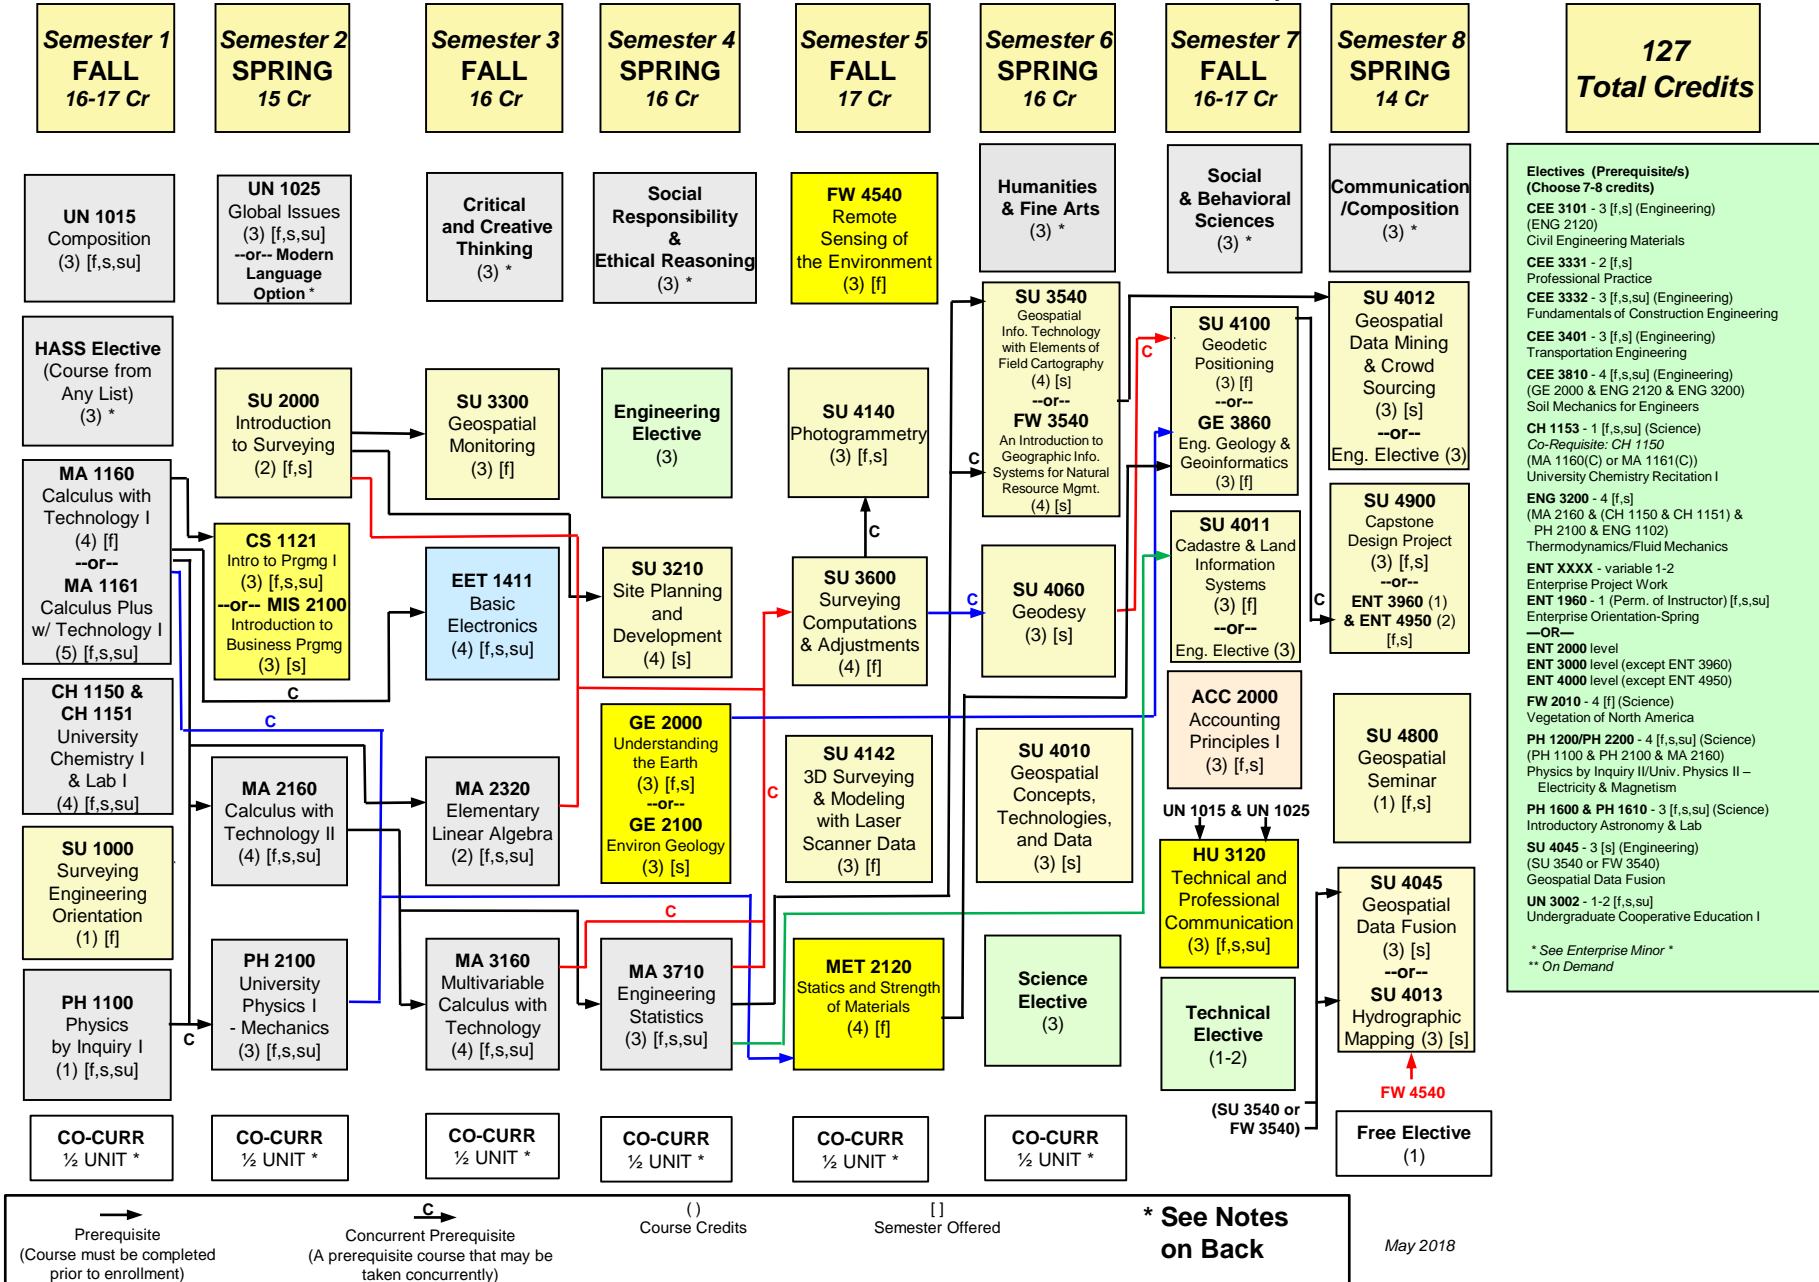 Semester 1
FALL
16-17 Cr
Semester 2
SPRING
15 Cr
Semester 3
FALL
16 Cr
Semester 4
SPRING
16 Cr
Semester 5
FALL
17 Cr
Semester 6
SPRING
16 Cr
Semester 7
FALL
16-17 Cr
Semester 8
SPRING
14 Cr
127
Total Credits
UN 1015
Composition
(3) [f,s,su]
HASS Elective
(Course from
Any List)
(3) *
MA 1160
Calculus with
Technology I
(4) [f]
--or--
MA 1161
Calculus Plus
w/ Technology I
(5) [f,s,su]
CH 1150 &
CH 1151
University
Chemistry I
& Lab I
(4) [f,s,su]
SU 1000
Surveying
Engineering
Orientation
(1) [f]
PH 1100
Physics
by Inquiry I
(1) [f,s,su]
CO-CURR
½ UNIT *
UN 1025
Global Issues
(3) [f,s,su]
--or-- Modern
Language
Option *
SU 2000
Introduction
to Surveying
(2) [f,s]
CS 1121
Intro to Prgmg I
(3) [f,s,su]
--or-- MIS 2100
Introduction to
Business Prgmg
(3) [s]
C
C
MA 2160
Calculus with
Technology II
(4) [f,s,su]
PH 2100
University
Physics I
- Mechanics
(3) [f,s,su]
C
CO-CURR
½ UNIT *
Critical
and Creative
Thinking
(3) *
SU 3300
Geospatial
Monitoring
(3) [f]
EET 1411
Basic
Electronics
(4) [f,s,su]
MA 2320
Elementary
Linear Algebra
(2) [f,s,su]
MA 3160
Multivariable
Calculus with
Technology
(4) [f,s,su]
CO-CURR
½ UNIT *
Social
Responsibility
&
Ethical Reasoning
(3) *
Engineering
Elective
(3)
SU 3210
Site Planning
and
Development
(4) [s]
GE 2000
Understanding
the Earth
(3) [f,s]
--or--
GE 2100
Environ Geology
(3) [s]
C
MA 3710
Engineering
Statistics
(3) [f,s,su]
CO-CURR
½ UNIT *
FW 4540
Remote
Sensing of
the Environment
(3) [f]
SU 4140
Photogrammetry
(3) [f,s]
C
SU 3600
Surveying
Computations
& Adjustments
(4) [f]
C
SU 4142
3D Surveying
& Modeling
with Laser
Scanner Data
(3) [f]
MET 2120
Statics and Strength
of Materials
(4) [f]
CO-CURR
½ UNIT *
Humanities
& Fine Arts
(3) *
SU 3540
Geospatial
Info. Technology
with Elements of
Field Cartography
(4) [s]
--or--
FW 3540
An Introduction to
Geographic Info.
Systems for Natural
Resource Mgmt.
(4) [s]
C
C
SU 4060
Geodesy
(3) [s]
SU 4010
Geospatial
Concepts,
Technologies,
and Data
(3) [s]
Science
Elective
(3)
CO-CURR
½ UNIT *
Social
& Behavioral
Sciences
(3) *
C
SU 4100
Geodetic
Positioning
(3) [f]
--or--
GE 3860
Eng. Geology &
Geoinformatics
(3) [f]
SU 4011
Cadastre & Land
Information
Systems
(3) [f]
--or--
Eng. Elective (3)
ACC 2000
Accounting
Principles I
(3) [f,s]
UN 1015 & UN 1025
HU 3120
Technical and
Professional
Communication
(3) [f,s,su]
Technical
Elective
(1-2)
(SU 3540 or
FW 3540)
Communication
/Composition
(3) *
SU 4012
Geospatial
Data Mining
& Crowd
Sourcing
(3) [s]
--or--
Eng. Elective (3)
C
SU 4900
Capstone
Design Project
(3) [f,s]
--or--
ENT 3960 (1)
& ENT 4950 (2)
[f,s]
SU 4800
Geospatial
Seminar
(1) [f,s]
SU 4045
Geospatial
Data Fusion
(3) [s]
--or--
SU 4013
Hydrographic
Mapping (3) [s]
FW 4540
Free Elective
(1)
Electives (Prerequisite/s)
(Choose 7-8 credits)
CEE 3101 - 3 [f,s] (Engineering)
(ENG 2120)
Civil Engineering Materials
CEE 3331 - 2 [f,s]
Professional Practice
CEE 3332 - 3 [f,s,su] (Engineering)
Fundamentals of Construction Engineering
CEE 3401 - 3 [f,s] (Engineering)
Transportation Engineering
CEE 3810 - 4 [f,s,su] (Engineering)
(GE 2000 & ENG 2120 & ENG 3200)
Soil Mechanics for Engineers
CH 1153 - 1 [f,s,su] (Science)
Co-Requisite: CH 1150
(MA 1160(C) or MA 1161(C))
University Chemistry Recitation I
ENG 3200 - 4 [f,s]
(MA 2160 & (CH 1150 & CH 1151) &
PH 2100 & ENG 1102)
Thermodynamics/Fluid Mechanics
ENT XXXX - variable 1-2
Enterprise Project Work
ENT 1960 - 1 (Perm. of Instructor) [f,s,su]
Enterprise Orientation-Spring
—OR—
ENT 2000 level
ENT 3000 level (except ENT 3960)
ENT 4000 level (except ENT 4950)
FW 2010 - 4 [f] (Science)
Vegetation of North America
PH 1200/PH 2200 - 4 [f,s,su] (Science)
(PH 1100 & PH 2100 & MA 2160)
Physics by Inquiry II/Univ. Physics II –
Electricity & Magnetism
PH 1600 & PH 1610 - 3 [f,s,su] (Science)
Introductory Astronomy & Lab
SU 4045 - 3 [s] (Engineering)
(SU 3540 or FW 3540)
Geospatial Data Fusion
UN 3002 - 1-2 [f,s,su]
Undergraduate Cooperative Education I
* See Enterprise Minor *
** On Demand
Prerequisite
(Course must be completed
prior to enrollment)
C
Concurrent Prerequisite
(A prerequisite course that may be
taken concurrently)
( )
Course Credits
[ ]
Semester Offered
* See Notes
on Back
May 2018